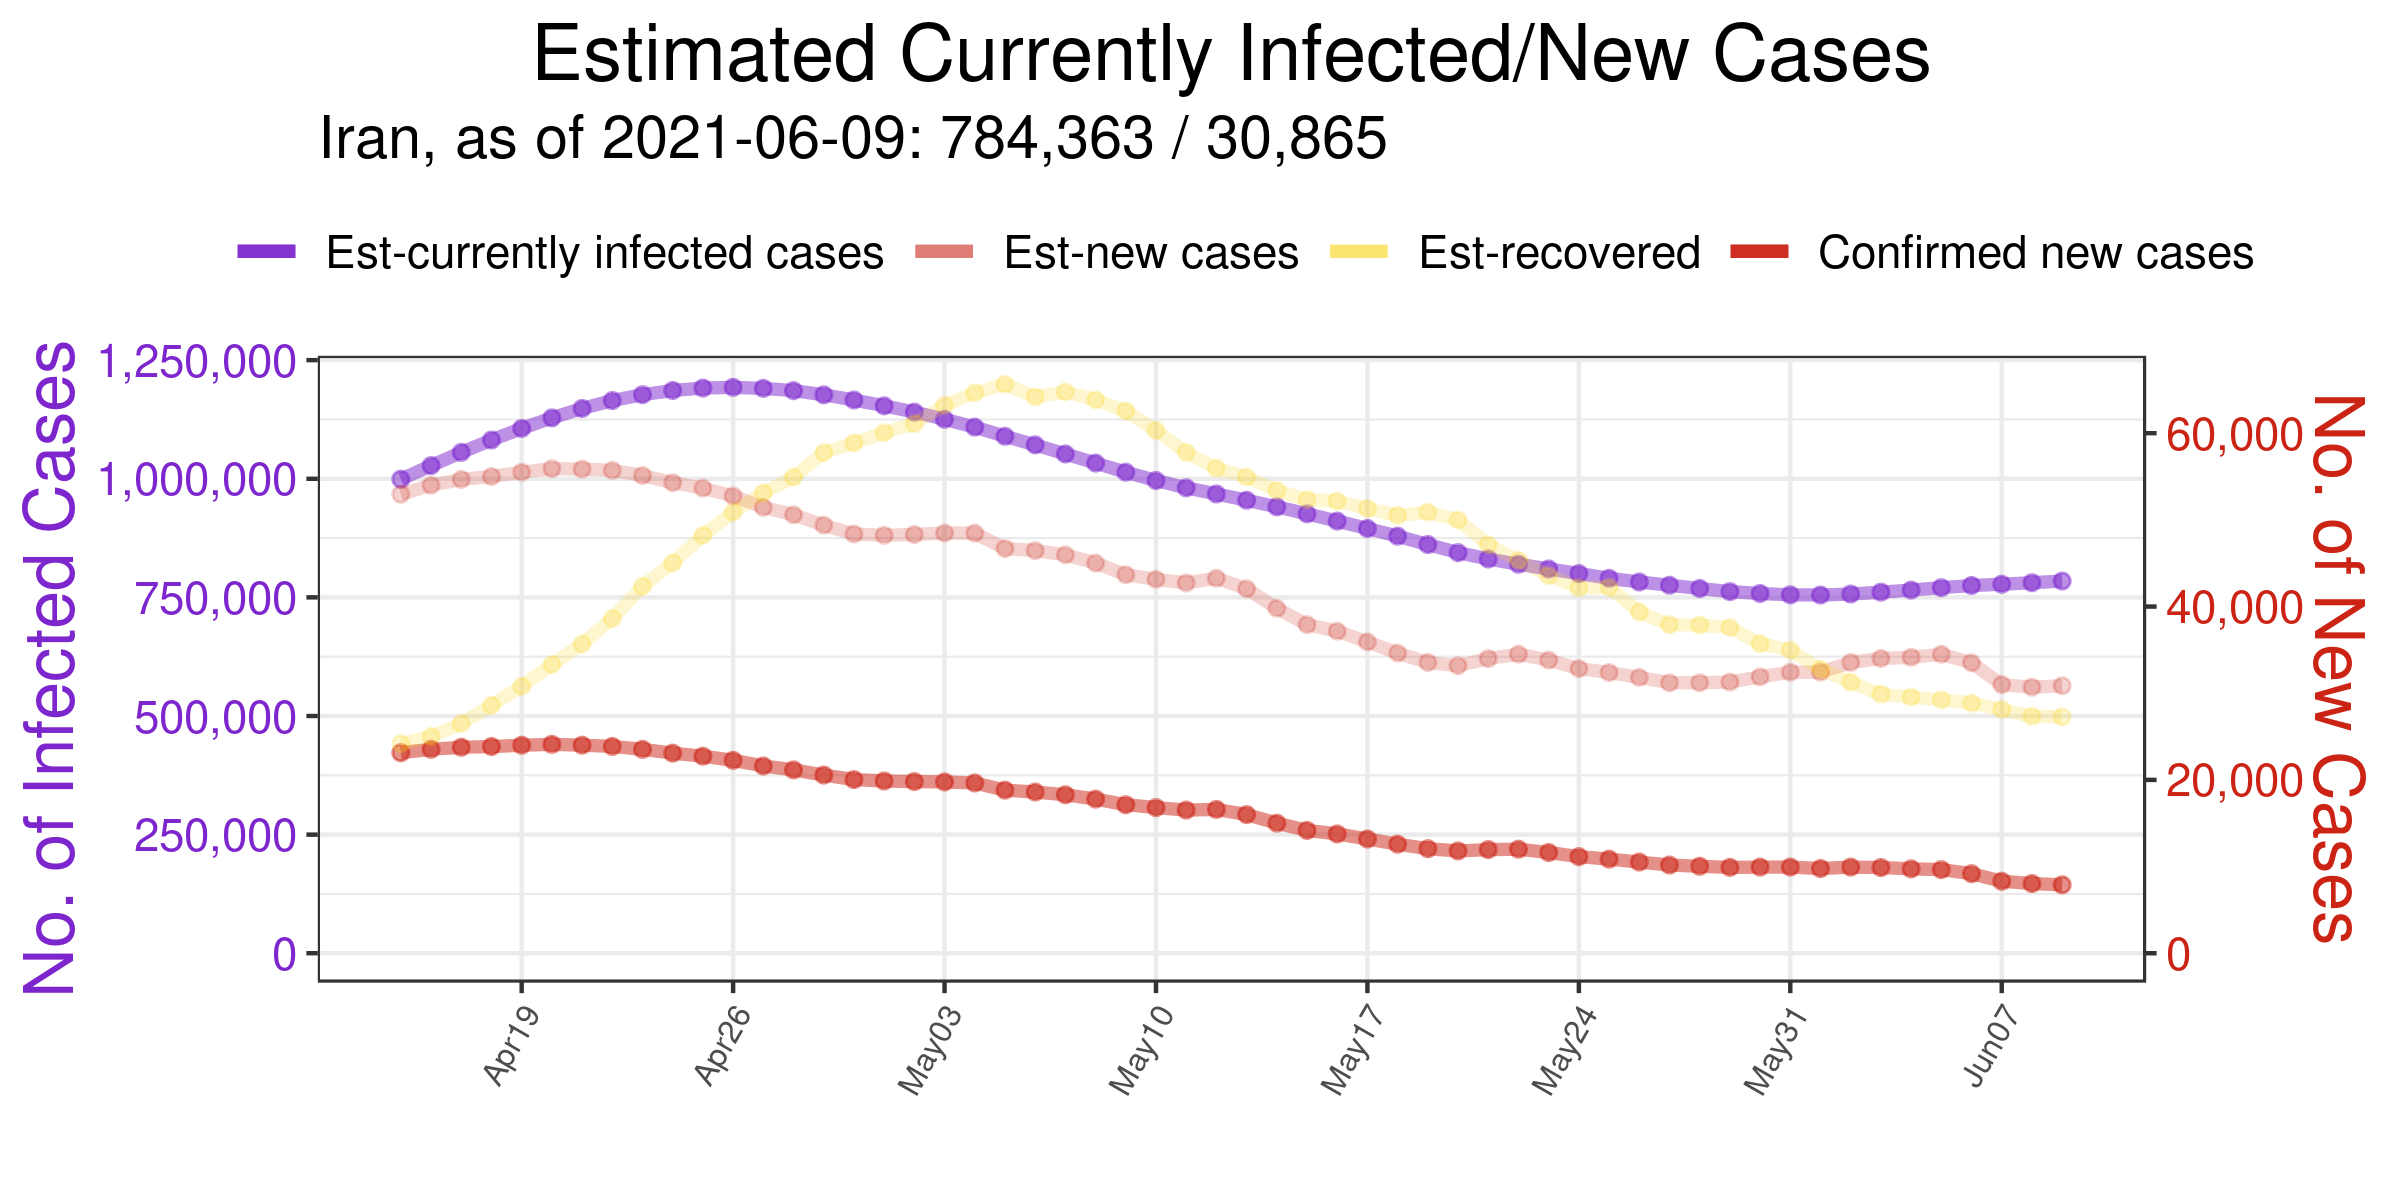 Estimated Currently Infected/New Cases
Iran, as of 2021-06-09: 784,363 / 30,865
Est-currently infected cases Est-new cases Est-recovered Confirmed new cases
No. of Infected Cases
1,250,000
1,000,000
750,000
500,000
250,000
0
60,000
40,000
20,000
0
No. of New Cases
Apr19 Apr26 May03 May10 May17 May24 May31 Jun07